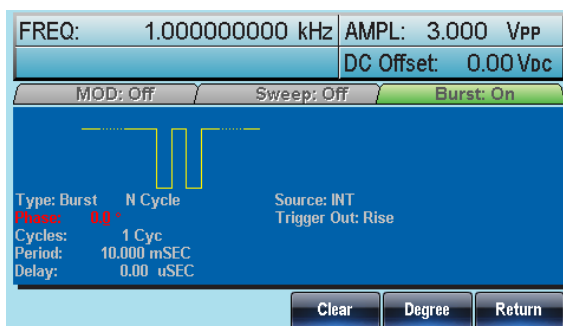 FREQ: 1.000000000 kHz AMPL: 3.000 VPP
DC Offset: 0.00 VDC
MOD: Off Sweep: Off Burst: On
Type: Burst N Cycle Source: INT
Phase: 0.0 ° Trigger Out: Rise
Cycles: 1 Cyc
Period: 10.000 mSEC
Delay: 0.00 uSEC
Clear Degree Return